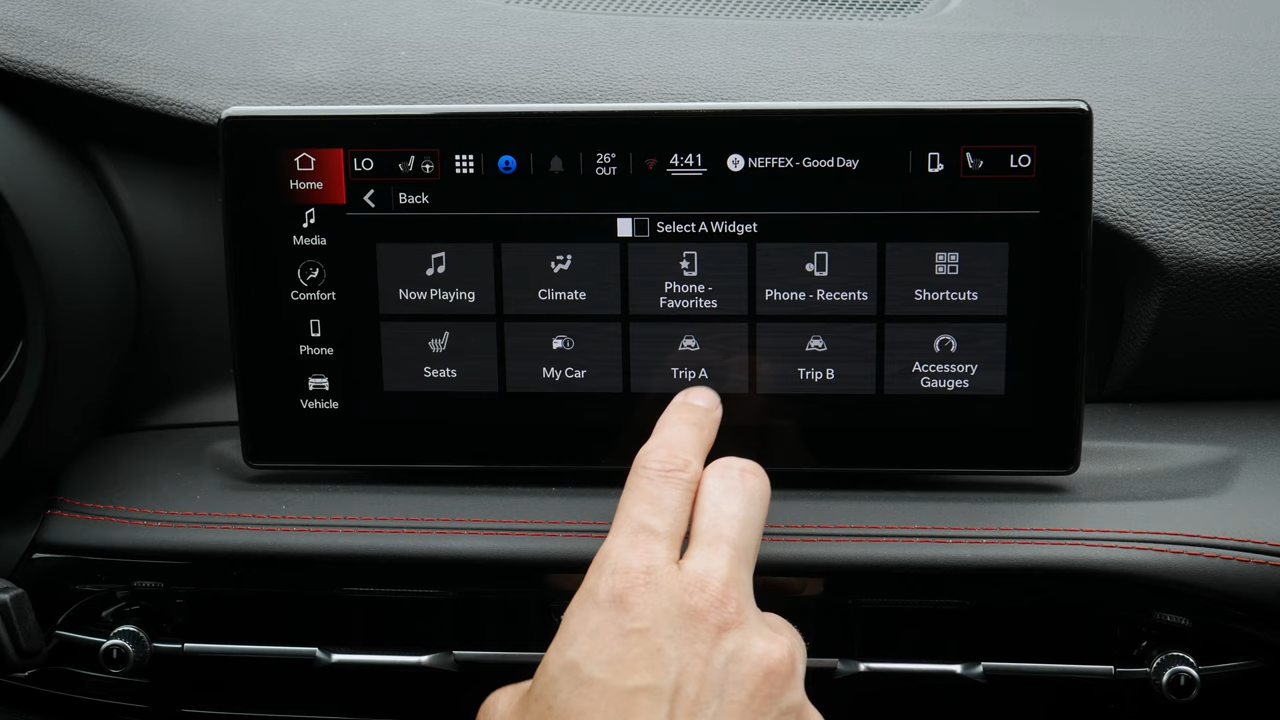 Home
LO
26°
OUT
4:41
NEFFEX - Good Day
LO
Back
Media
Select A Widget
Comfort
Now Playing
Climate
Phone -
Favorites
Phone - Recents
Shortcuts
Phone
Seats
My Car
Trip A
Trip B
Accessory
Gauges
Vehicle